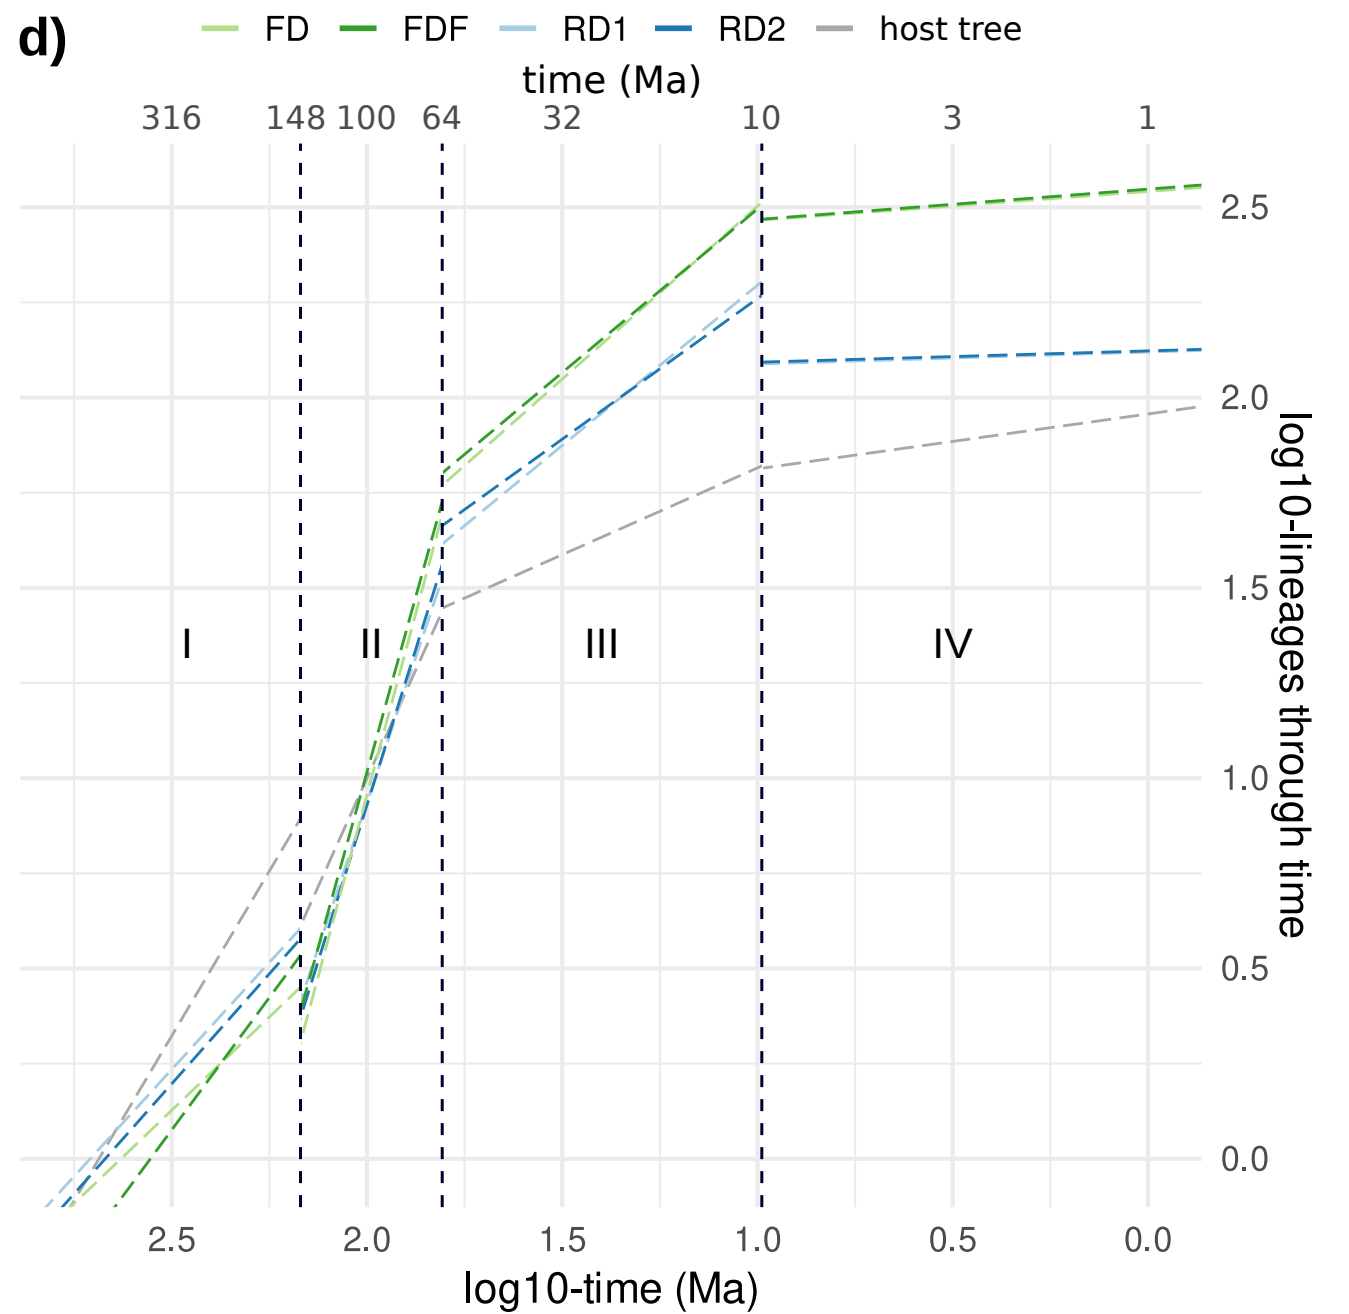 d)
FD FDF RD1 RD2 host tree
time (Ma)
316 148 100 64 32 10 3 1
2.5
2.0
1.5
1.0
0.5
0.0
log10-lineages through time
I II III IV
2.5 2.0 1.5 1.0 0.5 0.0
log10-time (Ma)